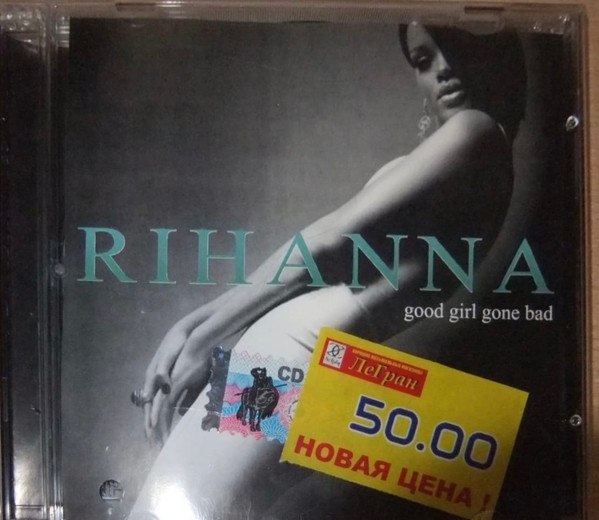 RIHANNA
good girl gone bad
CD
ЛеГран
50.00
НОВАЯ ЦЕНА !